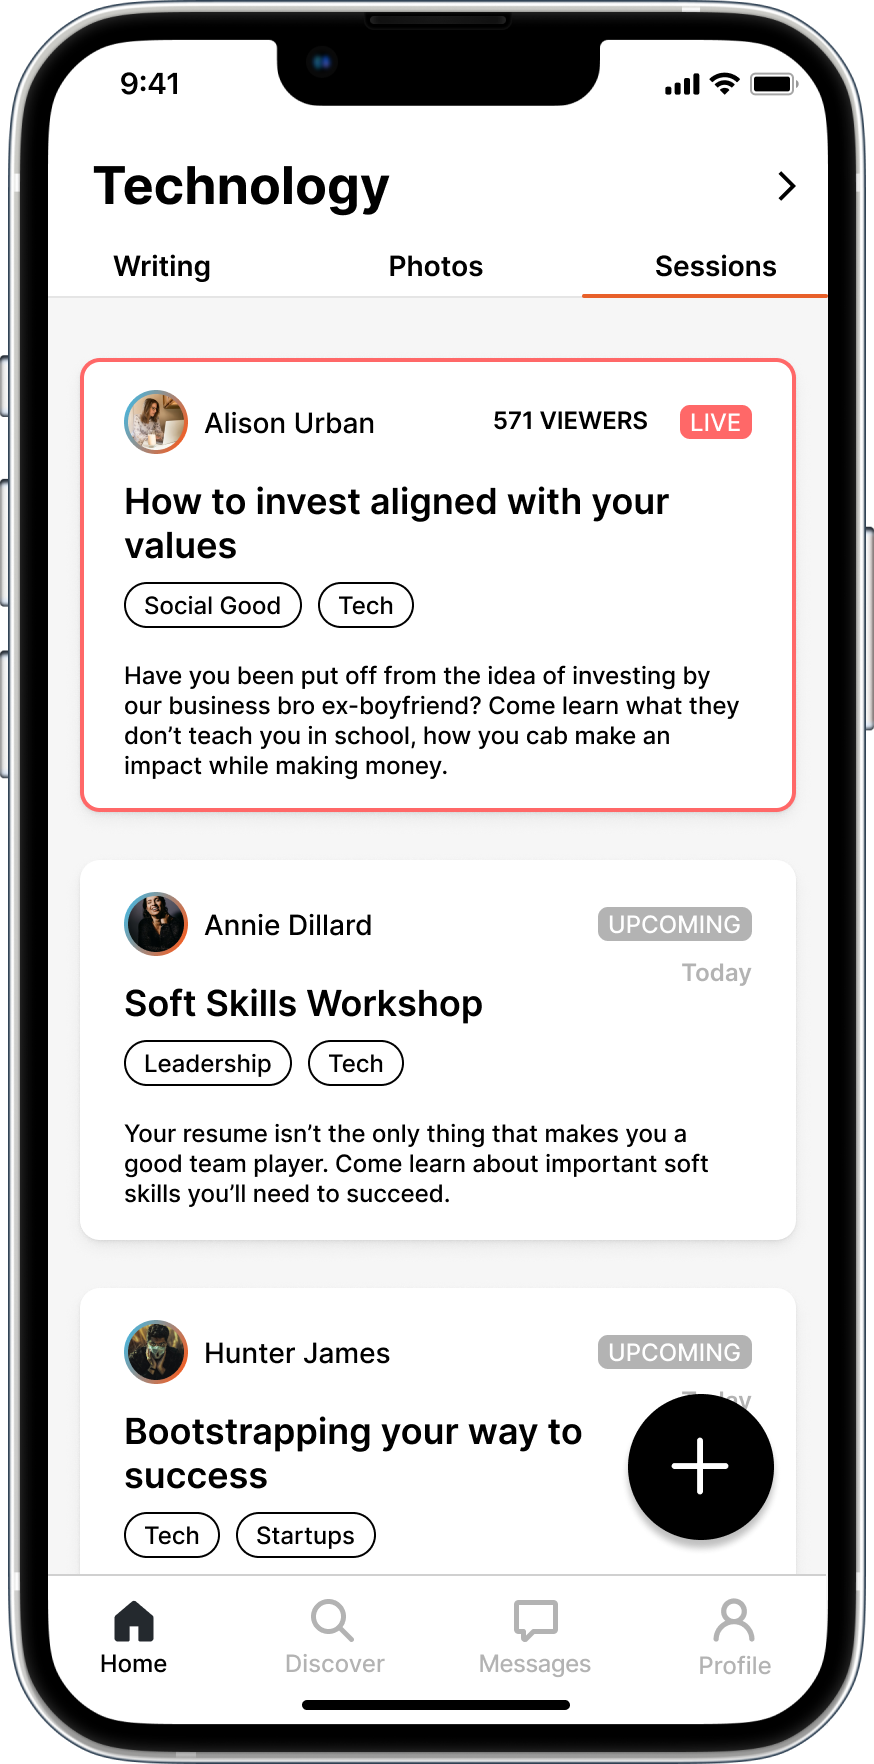 9:41
Technology
Writing Photos Sessions
Alison Urban 571 VIEWERS LIVE
How to invest aligned with your
values
Social Good Tech
Have you been put off from the idea of investing by
our business bro ex-boyfriend? Come learn what they
don’t teach you in school, how you cab make an
impact while making money.
Annie Dillard UPCOMING
Today
Soft Skills Workshop
Leadership Tech
Your resume isn’t the only thing that makes you a
good team player. Come learn about important soft
skills you’ll need to succeed.
Hunter James UPCOMING
Today
Bootstrapping your way to
success
Tech Startups
Home Discover Messages Profile